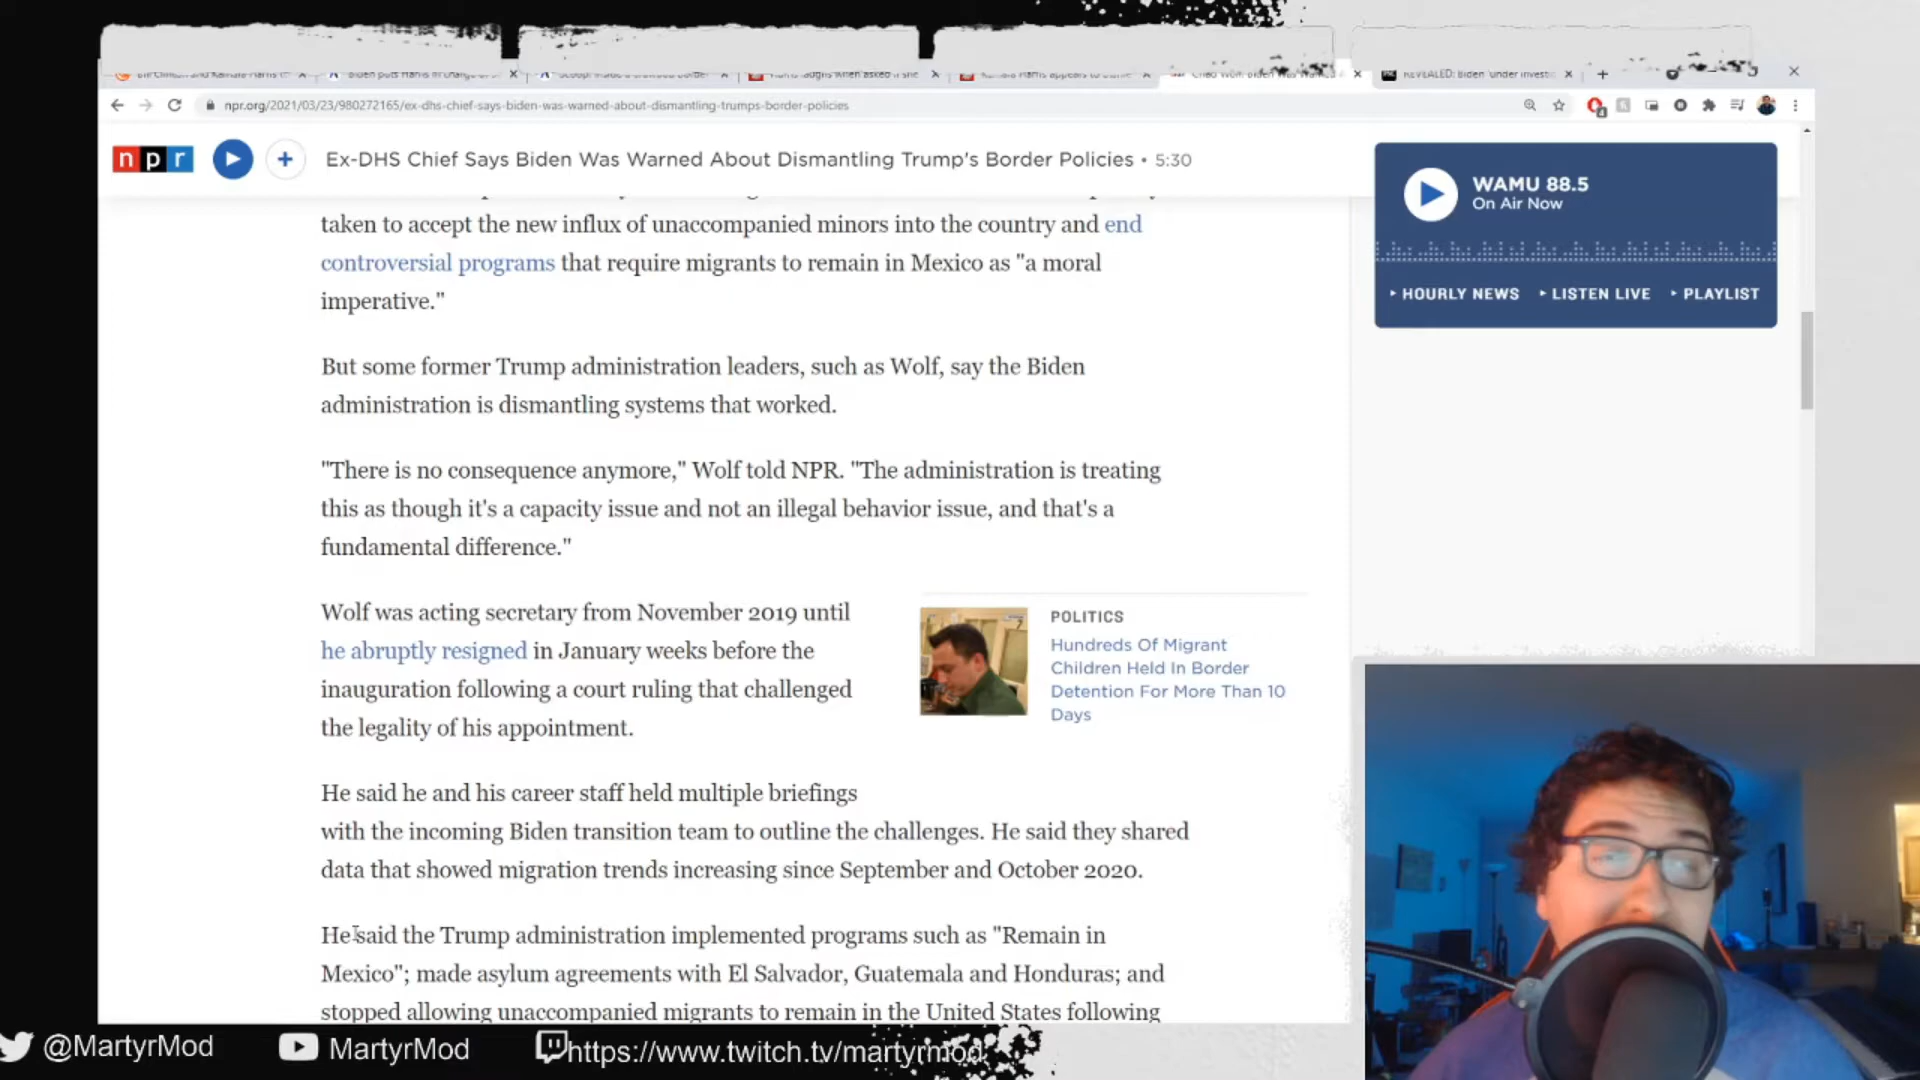 Biden puts Harris in charge of
REVEALED: Biden 'under investi
npr.org/2021/03/23/980272165/ex-dhs-chief-says-biden-was-warned-about-dismantling-trumps-border-policies
npr
Ex-DHS Chief Says Biden Was Warned About Dismantling Trump's Border Policies • 5:30
WAMU 88.5
On Air Now
HOURLY NEWS
LISTEN LIVE
PLAYLIST
taken to accept the new influx of unaccompanied minors into the country and end
controversial programs that require migrants to remain in Mexico as "a moral
imperative."
But some former Trump administration leaders, such as Wolf, say the Biden
administration is dismantling systems that worked.
"There is no consequence anymore," Wolf told NPR. "The administration is treating
this as though it's a capacity issue and not an illegal behavior issue, and that's a
fundamental difference."
Wolf was acting secretary from November 2019 until
he abruptly resigned in January weeks before the
inauguration following a court ruling that challenged
the legality of his appointment.
POLITICS
Hundreds Of Migrant
Children Held In Border
Detention For More Than 10
Days
He said he and his career staff held multiple briefings
with the incoming Biden transition team to outline the challenges. He said they shared
data that showed migration trends increasing since September and October 2020.
He said the Trump administration implemented programs such as "Remain in
Mexico"; made asylum agreements with El Salvador, Guatemala and Honduras; and
stopped allowing unaccompanied migrants to remain in the United States following
@MartyrMod
MartyrMod
https://www.twitch.tv/martyrmod